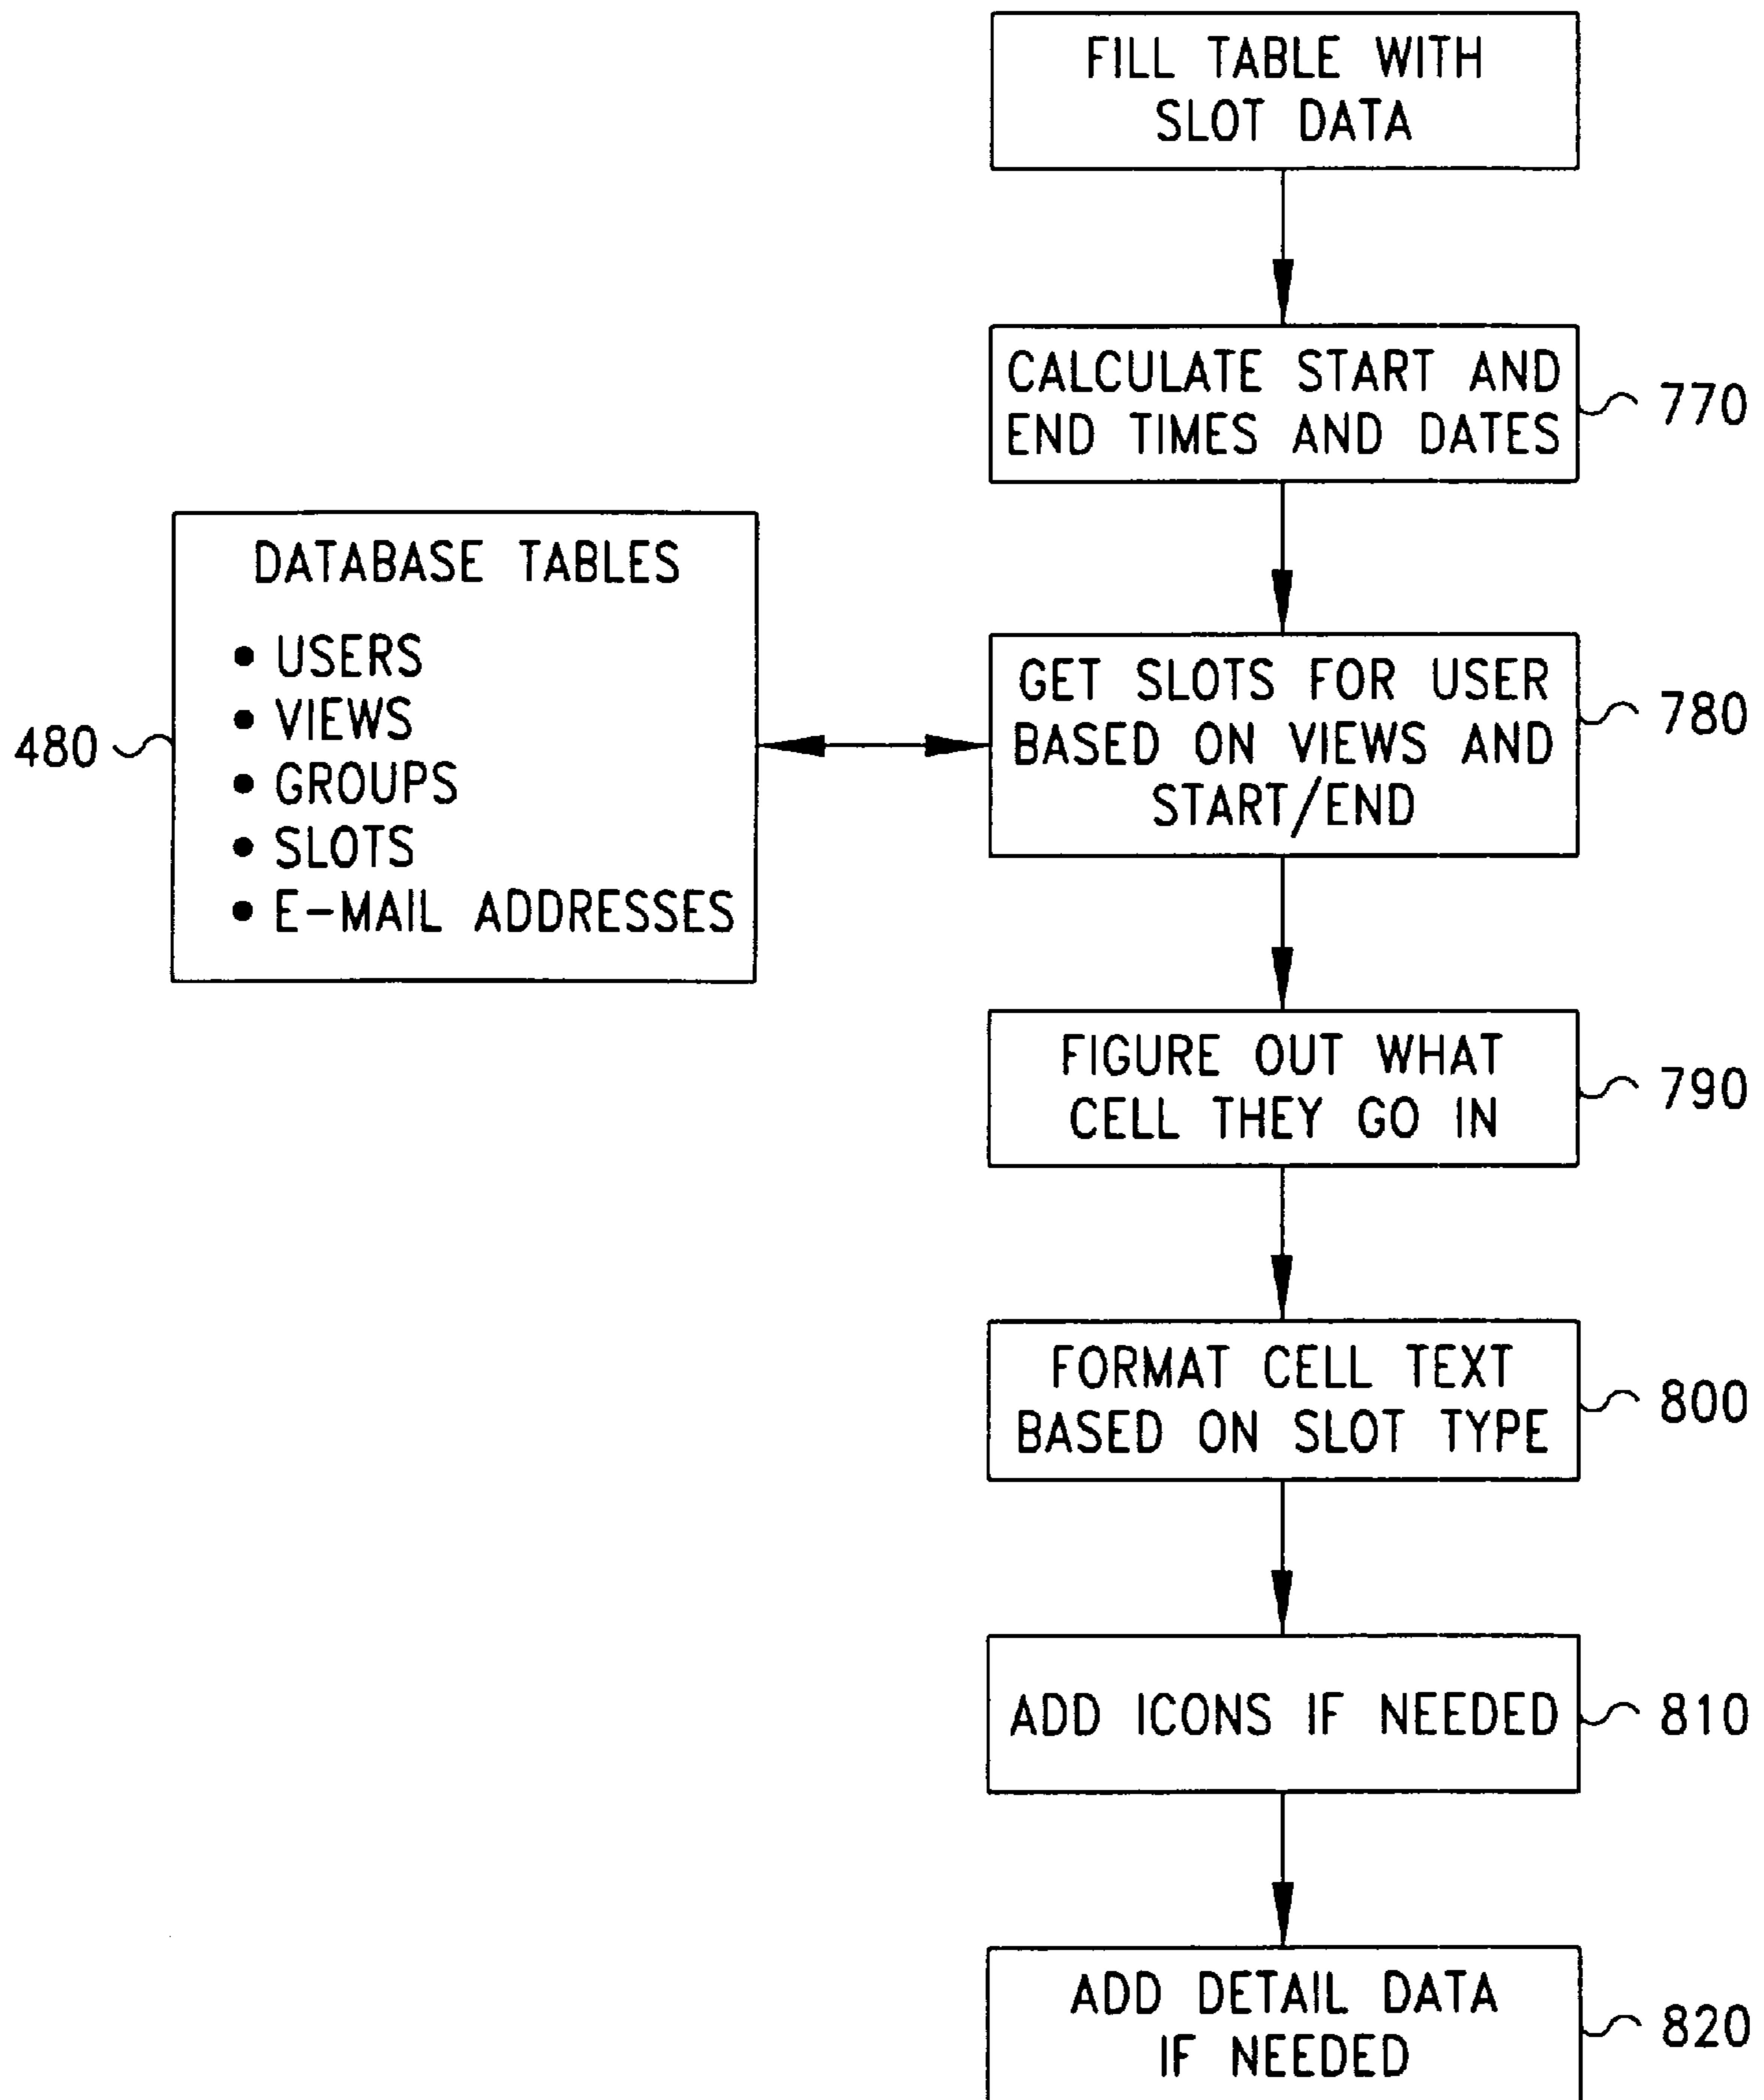 FILL TABLE WITH
SLOT DATA
CALCULATE START AND
END TIMES AND DATES
770
DATABASE TABLES
• USERS
• VIEWS
• GROUPS
• SLOTS
• E-MAIL ADDRESSES
480
GET SLOTS FOR USER
BASED ON VIEWS AND
START/END
780
FIGURE OUT WHAT
CELL THEY GO IN
790
FORMAT CELL TEXT
BASED ON SLOT TYPE
800
ADD ICONS IF NEEDED
810
ADD DETAIL DATA
IF NEEDED
820